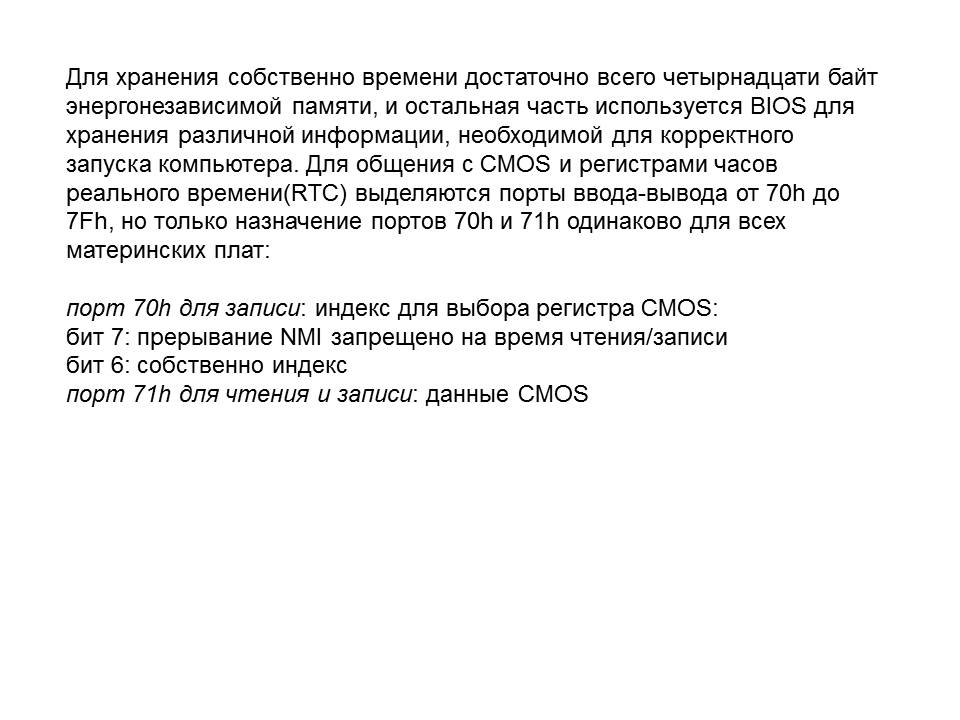 Для хранения собственно времени достаточно всего четырнадцати байт
энергонезависимой памяти, и остальная часть используется BIOS для
хранения различной информации, необходимой для корректного
запуска компьютера. Для общения с CMOS и регистрами часов
реального времени(RTC) выделяются порты ввода-вывода от 70h до
7Fh, но только назначение портов 70h и 71h одинаково для всех
материнских плат:
порт 70h для записи: индекс для выбора регистра CMOS:
бит 7: прерывание NMI запрещено на время чтения/записи
бит 6: собственно индекс
порт 71h для чтения и записи: данные CMOS